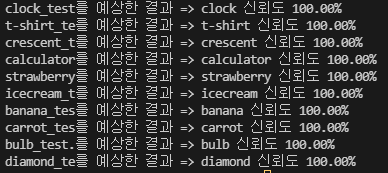 clock_test를 예상한 결과 => clock 신뢰도 100.00%
t-shirt_te를 예상한 결과 => t-shirt 신뢰도 100.00%
crescent_t를 예상한 결과 => crescent 신뢰도 100.00%
calculator를 예상한 결과 => calculator 신뢰도 100.00%
strawberry를 예상한 결과 => strawberry 신뢰도 100.00%
icecream_t를 예상한 결과 => icecream 신뢰도 100.00%
banana_tes를 예상한 결과 => banana 신뢰도 100.00%
carrot_tes를 예상한 결과 => carrot 신뢰도 100.00%
bulb_test.를 예상한 결과 => bulb 신뢰도 100.00%
diamond_te를 예상한 결과 => diamond 신뢰도 100.00%